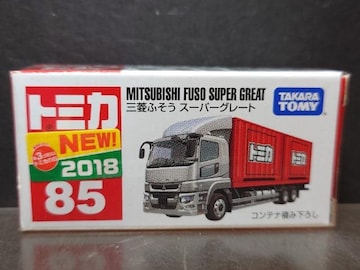 MITSUBISHI FUSO SUPER GREAT
三菱ふそう スーパーグレート
TAKARA
TOMY
トミカ
NEW!
2018
85
トミカ
トミカ
コンテナ積み下ろし